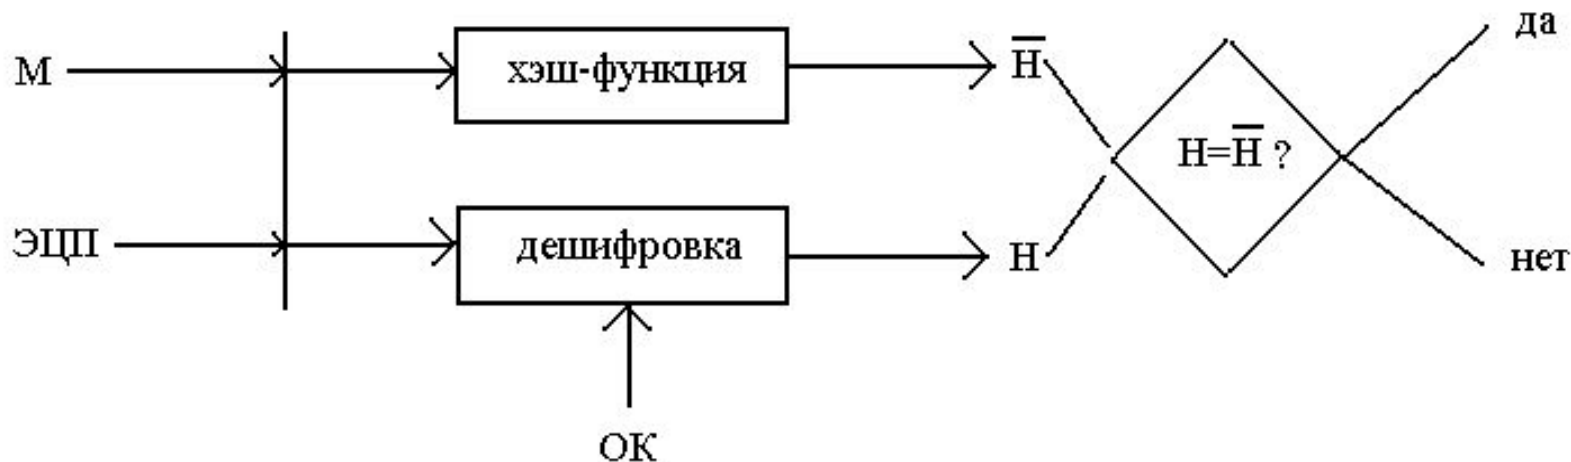 да
М
хэш-функция
H̅
H=H̅ ?
ЭЦП
дешифровка
H
нет
ОК